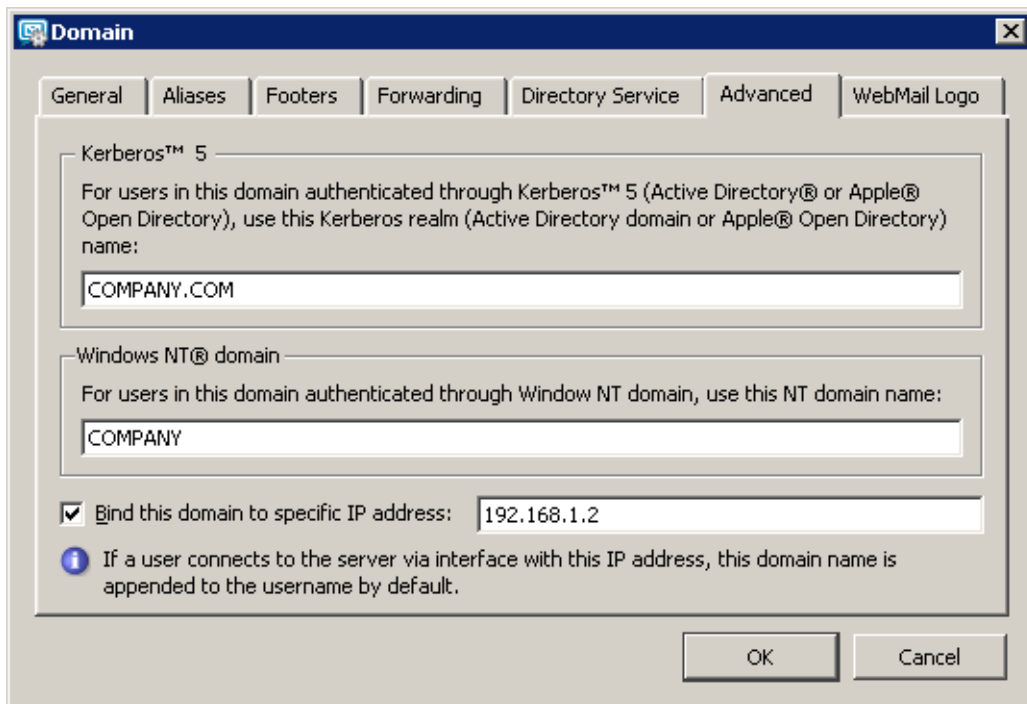 Domain
General Aliases Footers Forwarding Directory Service Advanced WebMail Logo
Kerberos™ 5
For users in this domain authenticated through Kerberos™ 5 (Active Directory® or Apple®
Open Directory), use this Kerberos realm (Active Directory domain or Apple® Open Directory)
name:
COMPANY.COM
Windows NT® domain
For users in this domain authenticated through Window NT domain, use this NT domain name:
COMPANY
Bind this domain to specific IP address: 192.168.1.2
If a user connects to the server via interface with this IP address, this domain name is
appended to the username by default.
OK Cancel